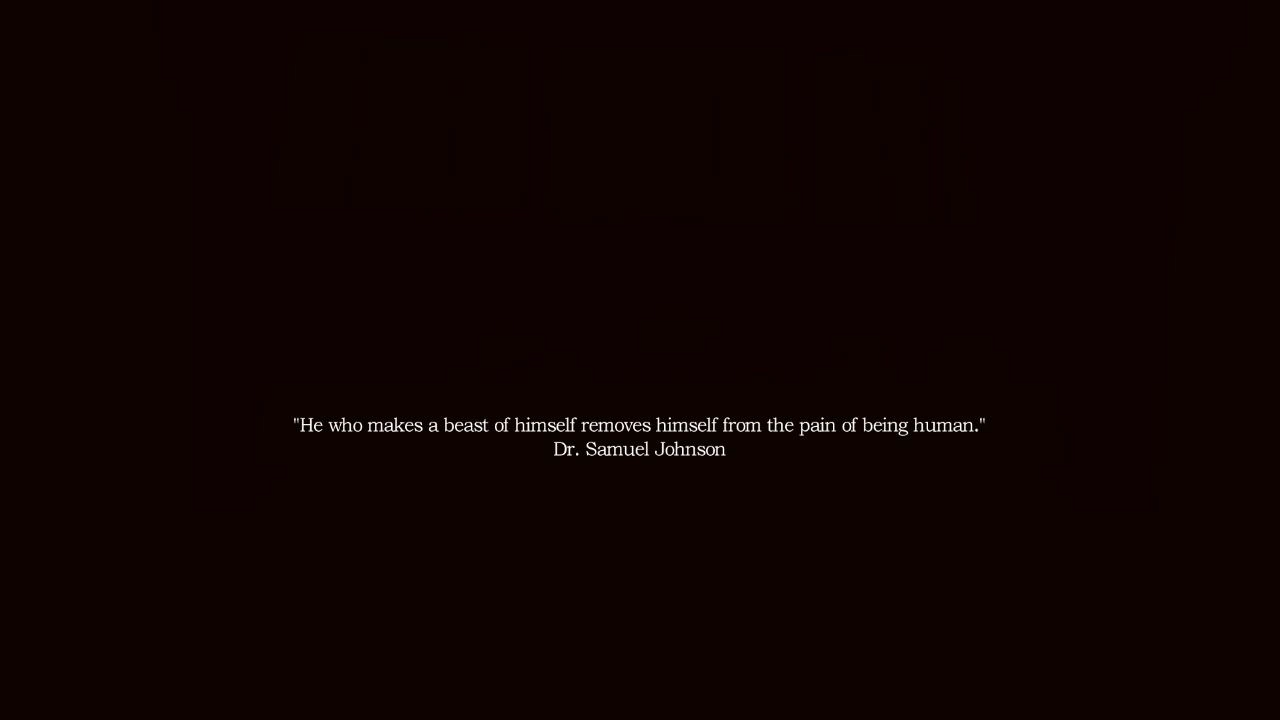 "He who makes a beast of himself removes himself from the pain of being human."
Dr. Samuel Johnson